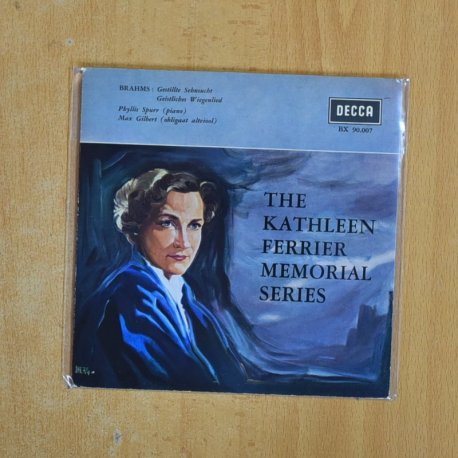 BRAHMS: Gestillte Sehnsucht
Geistliches Wiegenlied
Phyllis Spurr (piano)
Max Gilbert (obligaat altviool)
DECCA
BX 90.007
THE
KATHLEEN
FERRIER
MEMORIAL
SERIES